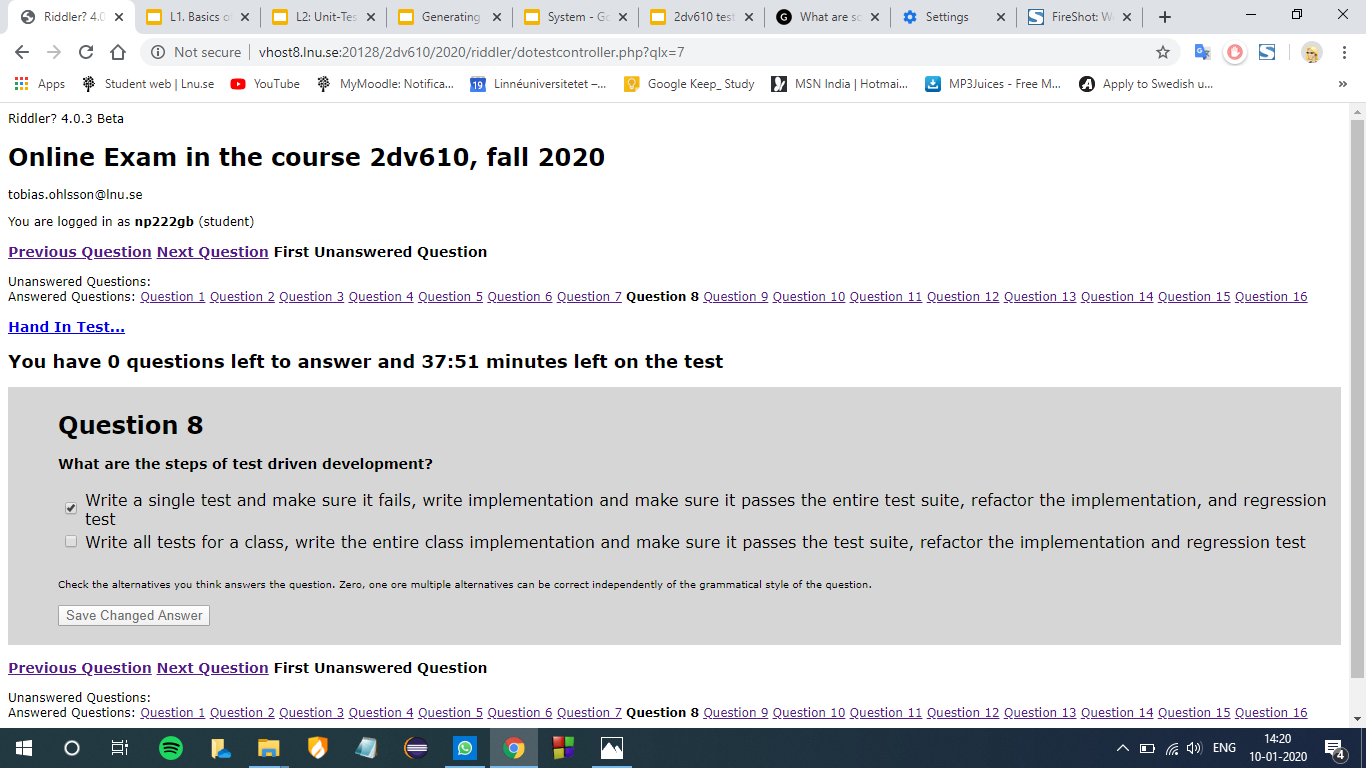 Riddler? 4.0
L1. Basics o
L2: Unit-Tes
Generating
System - Go
2dv610 test
What are so
Settings
FireShot: W
Not secure | vhost8.lnu.se:20128/2dv610/2020/riddler/dotestcontroller.php?qlx=7
Apps Student web | Lnu.se YouTube MyMoodle: Notifica... 19 Linnéuniversitetet –... Google Keep_ Study MSN India | Hotmai... MP3Juices - Free M... Apply to Swedish u... »
Riddler? 4.0.3 Beta
Online Exam in the course 2dv610, fall 2020
tobias.ohlsson@lnu.se
You are logged in as np222gb (student)
Previous Question Next Question First Unanswered Question
Unanswered Questions:
Answered Questions: Question 1 Question 2 Question 3 Question 4 Question 5 Question 6 Question 7 Question 8 Question 9 Question 10 Question 11 Question 12 Question 13 Question 14 Question 15 Question 16
Hand In Test...
You have 0 questions left to answer and 37:51 minutes left on the test
Question 8
What are the steps of test driven development?
Write a single test and make sure it fails, write implementation and make sure it passes the entire test suite, refactor the implementation, and regression
test
Write all tests for a class, write the entire class implementation and make sure it passes the test suite, refactor the implementation and regression test
Check the alternatives you think answers the question. Zero, one ore multiple alternatives can be correct independently of the grammatical style of the question.
Save Changed Answer
Previous Question Next Question First Unanswered Question
Unanswered Questions:
Answered Questions: Question 1 Question 2 Question 3 Question 4 Question 5 Question 6 Question 7 Question 8 Question 9 Question 10 Question 11 Question 12 Question 13 Question 14 Question 15 Question 16
ENG
14:20
10-01-2020
4